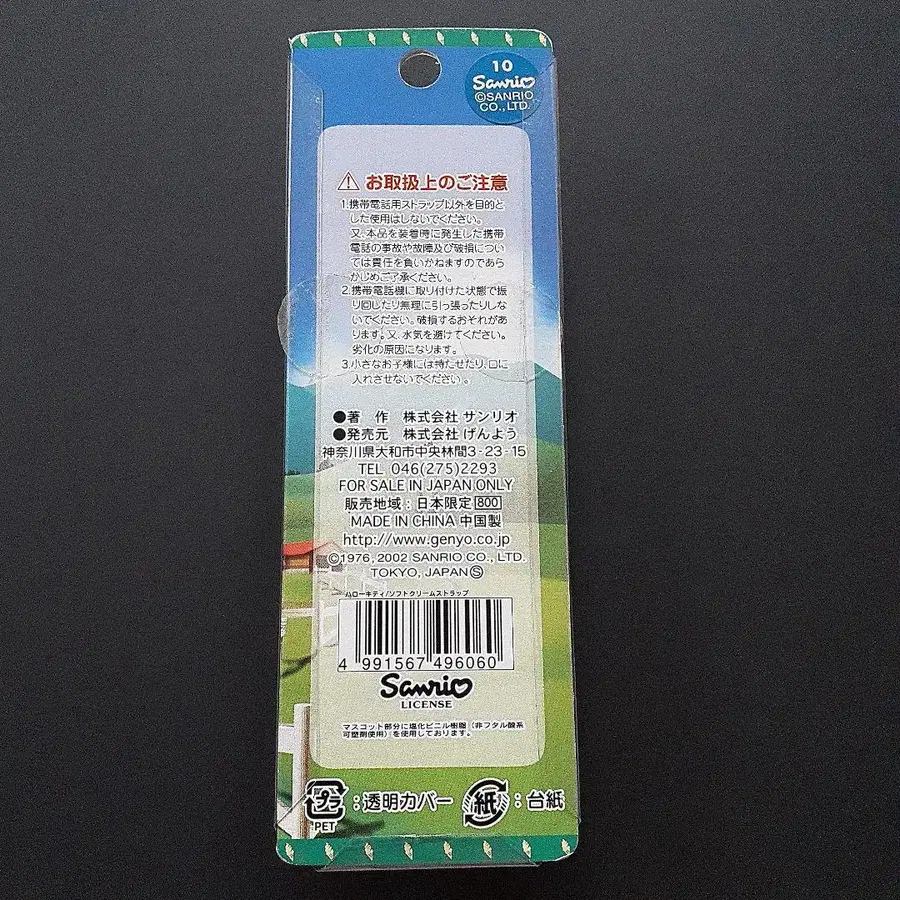 10
Sanrio
©SANRIO
CO.,LTD.
お取扱上のご注意
1.携帯電話用ストラップ以外を目的と
した使用はしないでください。
又、本品を装着時に発生した携帯
電話の事故や故障及び破損につい
ては責任を負いかねますのであら
かじめご了承ください。
2.携帯電話機に取り付けた状態で振
り回したり無理に引っ張ったりしな
いでください。破損するおそれがあ
ります。又、水気を避けてください。
劣化の原因になります。
3.小さなお子様には持たせたり、口に
入れさせないでください。
●著 作 株式会社 サンリオ
●発売元 株式会社 げんよう
神奈川県大和市中央林間3-23-15
TEL 046(275)2293
FOR SALE IN JAPAN ONLY
販売地域:日本限定 800
MADE IN CHINA 中国製
http://www.genyo.co.jp
©1976, 2002 SANRIO CO., LTD.
TOKYO, JAPAN Ⓢ
ハローキティ/ソフトクリームストラップ
4 991567 496060
Sanrio
LICENSE
マスコット部分に塩化ビニル樹脂(非フタル酸系
可塑剤使用)を使用しております。
プラ :透明カバー 紙 :台紙
PET